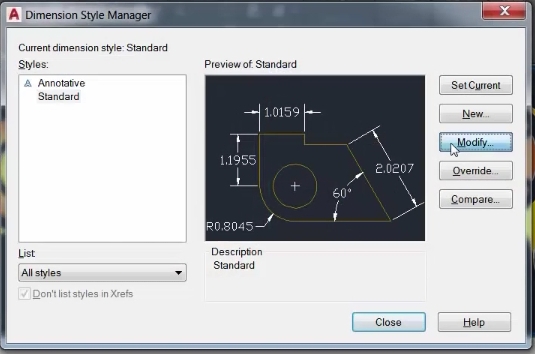 Dimension Style Manager
Current dimension style: Standard
Styles:
Annotative
Standard
List:
All styles
Don't list styles in Xrefs
Preview of: Standard
1.0159
1.1955
2.0207
60°
R0.8045
Description
Standard
Set Current
New...
Modify...
Override...
Compare...
Close
Help